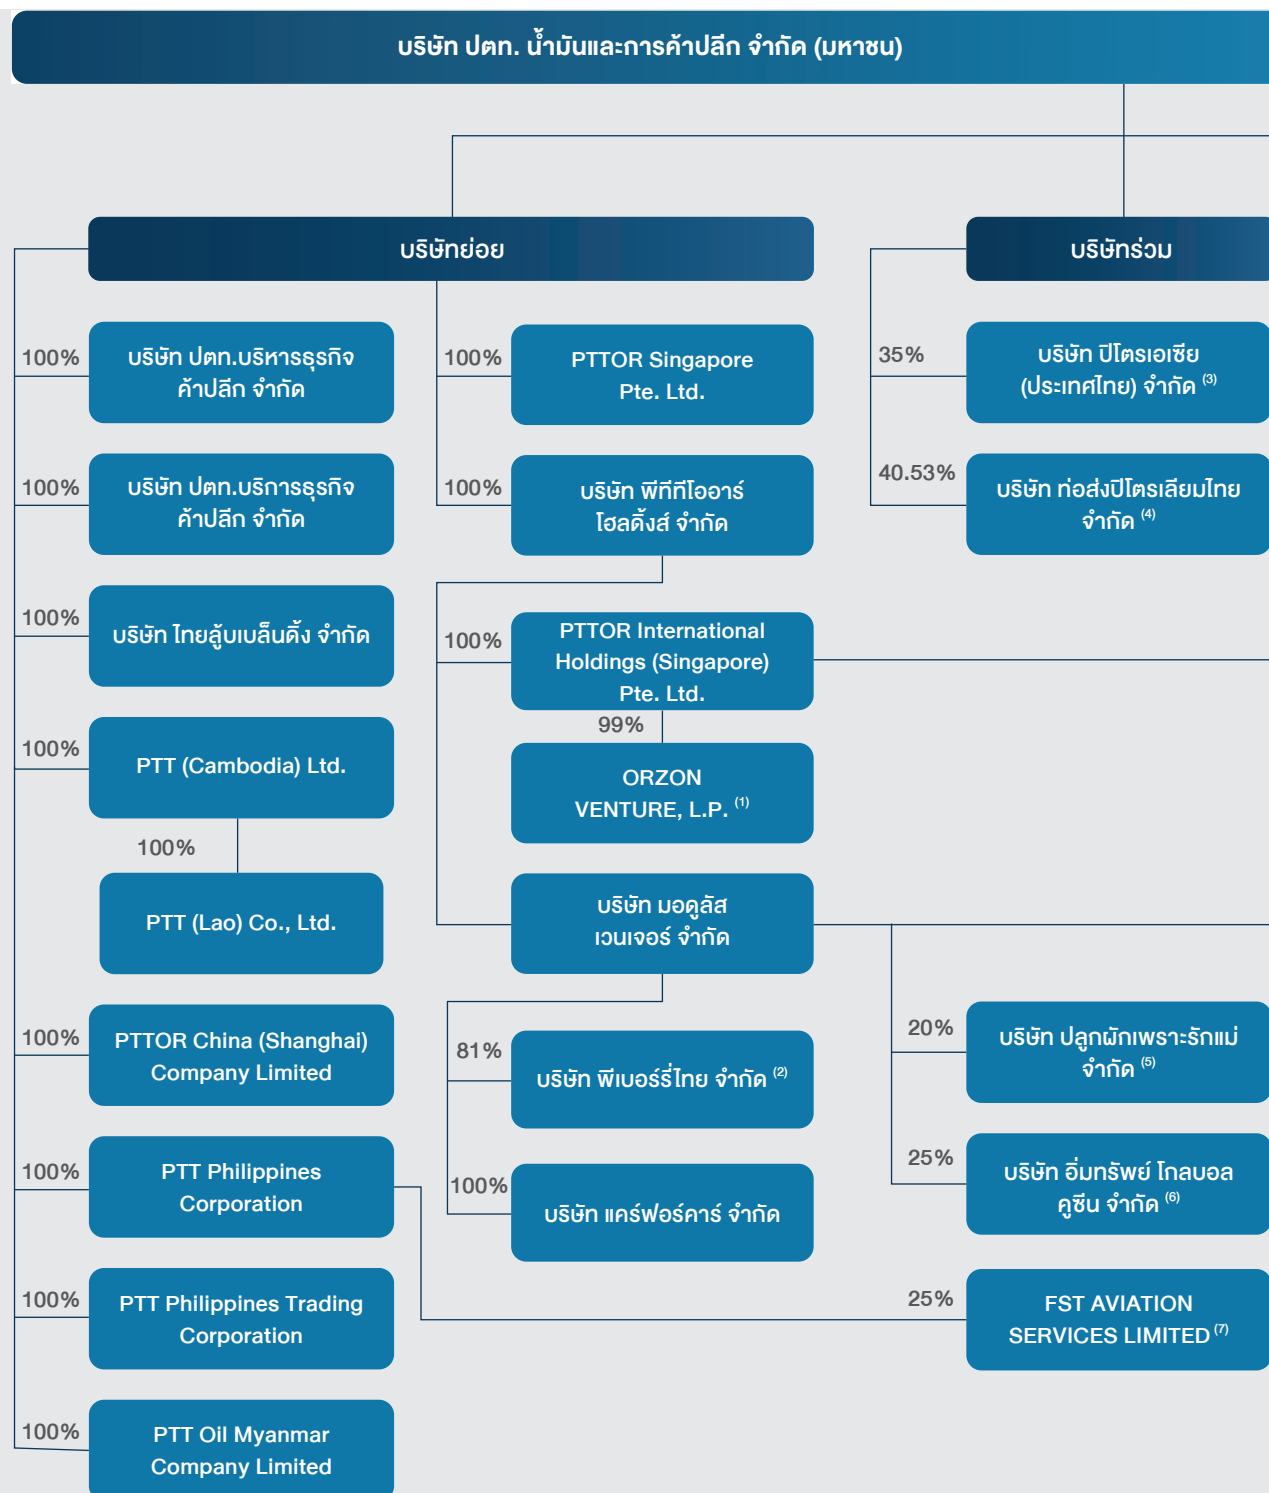 บริษัท ปตท. น้ำมันและการค้าปลีก จำกัด (มหาชน)
บริษัทย่อย
บริษัทร่วม
100%
บริษัท ปตท.บริหารธุรกิจ
ค้าปลีก จำกัด
100%
PTTOR Singapore
Pte. Ltd.
35%
บริษัท ปิโตรเอเซีย
(ประเทศไทย) จำกัด (3)
100%
บริษัท ปตท.บริการธุรกิจ
ค้าปลีก จำกัด
100%
บริษัท พีทีทีโออาร์
โฮลดิ้งส์ จำกัด
40.53%
บริษัท ท่อส่งปิโตรเลียมไทย
จำกัด (4)
100%
บริษัท ไทยลู้บเบล็นดิ้ง จำกัด
100%
PTTOR International
Holdings (Singapore)
Pte. Ltd.
99%
100%
PTT (Cambodia) Ltd.
ORZON
VENTURE, L.P. (1)
100%
PTT (Lao) Co., Ltd.
บริษัท มอดูลัส
เวนเจอร์ จำกัด
100%
PTTOR China (Shanghai)
Company Limited
81%
บริษัท พีเบอร์รี่ไทย จำกัด (2)
20%
บริษัท ปลูกผักเพราะรักแม่
จำกัด (5)
100%
PTT Philippines
Corporation
100%
บริษัท แคร์ฟอร์คาร์ จำกัด
25%
บริษัท อิ่มทรัพย์ โกลบอล
คูซีน จำกัด (6)
100%
PTT Philippines Trading
Corporation
25%
FST AVIATION
SERVICES LIMITED (7)
100%
PTT Oil Myanmar
Company Limited